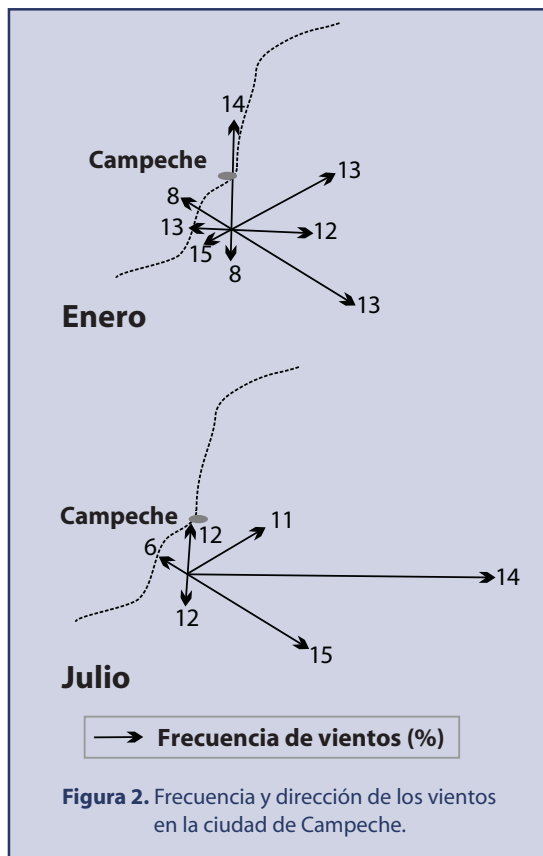 14
Campeche
13
8
13
12
15
8
13
Enero
Campeche
12
11
6
14
12
15
Julio
Frecuencia de vientos (%)
Figura 2. Frecuencia y dirección de los vientos
en la ciudad de Campeche.